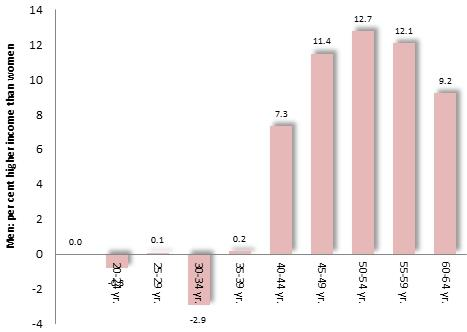 Men: per cent higher income than women
14
12
10
8
6
4
2
0
-2
-4
0.0
0.1
-2.9
0.2
7.3
11.4
12.7
12.1
9.2
20-24 yr.
25-29 yr.
30-34 yr.
35-39 yr.
40-44 yr.
45-49 yr.
50-54 yr.
55-59 yr.
60-64 yr.